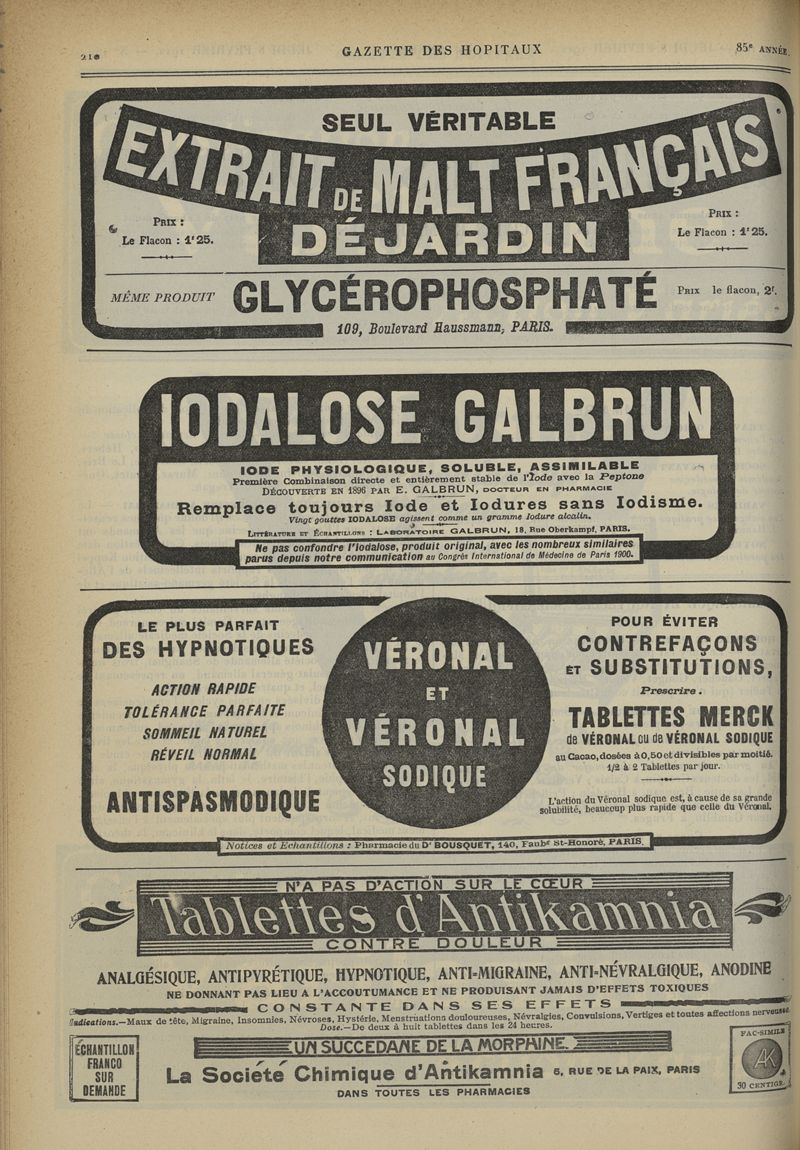 210
GAZETTE DES HOPITAUX
85e ANNÉE
SEUL VÉRITABLE
EXTRAIT DE MALT FRANÇAIS
DÉJARDIN
PRIX :
Le Flacon : 1f 25.
PRIX :
Le Flacon : 1f 25.
MÊME PRODUIT GLYCÉROPHOSPHATÉ PRIX le flacon, 2f.
109, Boulevard Haussmann, PARIS.
IODALOSE GALBRUN
IODE PHYSIOLOGIQUE, SOLUBLE, ASSIMILABLE
Première Combinaison directe et entièrement stable de l'Iode avec la Peptone
DÉCOUVERTE EN 1896 PAR E. GALBRUN, DOCTEUR EN PHARMACIE
Remplace toujours Iode et Iodures sans Iodisme.
Vingt gouttes IODALOSE agissent comme un gramme Iodure alcalin.
LITTÉRATURE ET ÉCHANTILLONS : LABORATOIRE GALBRUN, 18, Rue Oberkampf, PARIS.
Ne pas confondre l'Iodalose, produit original, avec les nombreux similaires
parus depuis notre communication au Congrès International de Médecine de Paris 1900.
LE PLUS PARFAIT
DES HYPNOTIQUES
ACTION RAPIDE
TOLÉRANCE PARFAITE
SOMMEIL NATUREL
RÉVEIL NORMAL
ANTISPASMODIQUE
VÉRONAL
ET
VÉRONAL
SODIQUE
POUR ÉVITER
CONTREFAÇONS
ET SUBSTITUTIONS,
Prescrire.
TABLETTES MERCK
de VÉRONAL ou de VÉRONAL SODIQUE
au Cacao, dosées à 0,50 et divisibles par moitié.
1/2 à 2 Tablettes par jour.
L'action du Véronal sodique est, à cause de sa grande
solubilité, beaucoup plus rapide que celle du Véronal.
Notices et Echantillons : Pharmacie du Dr BOUSQUET, 140, Faubg St-Honoré, PARIS.
N'A PAS D'ACTION SUR LE CŒUR
Tablettes d'Antikamnia
CONTRE DOULEUR
ANALGÉSIQUE, ANTIPYRÉTIQUE, HYPNOTIQUE, ANTI-MIGRAINE, ANTI-NÉVRALGIQUE, ANODINE
NE DONNANT PAS LIEU A L'ACCOUTUMANCE ET NE PRODUISANT JAMAIS D'EFFETS TOXIQUES
CONSTANTE DANS SES EFFETS
Indications.—Maux de tête, Migraine, Insomnies, Névroses, Hystérie, Menstruations douloureuses, Névralgies, Convulsions, Vertiges et toutes affections nerveuses.
Dose.—De deux à huit tablettes dans les 24 heures.
UN SUCCEDANE DE LA MORPHINE.
ÉCHANTILLON
FRANCO
SUR
DEMANDE
La Société Chimique d'Antikamnia 6, RUE DE LA PAIX, PARIS
DANS TOUTES LES PHARMACIES
FAC-SIMILE
AK
30 CENTIGR.